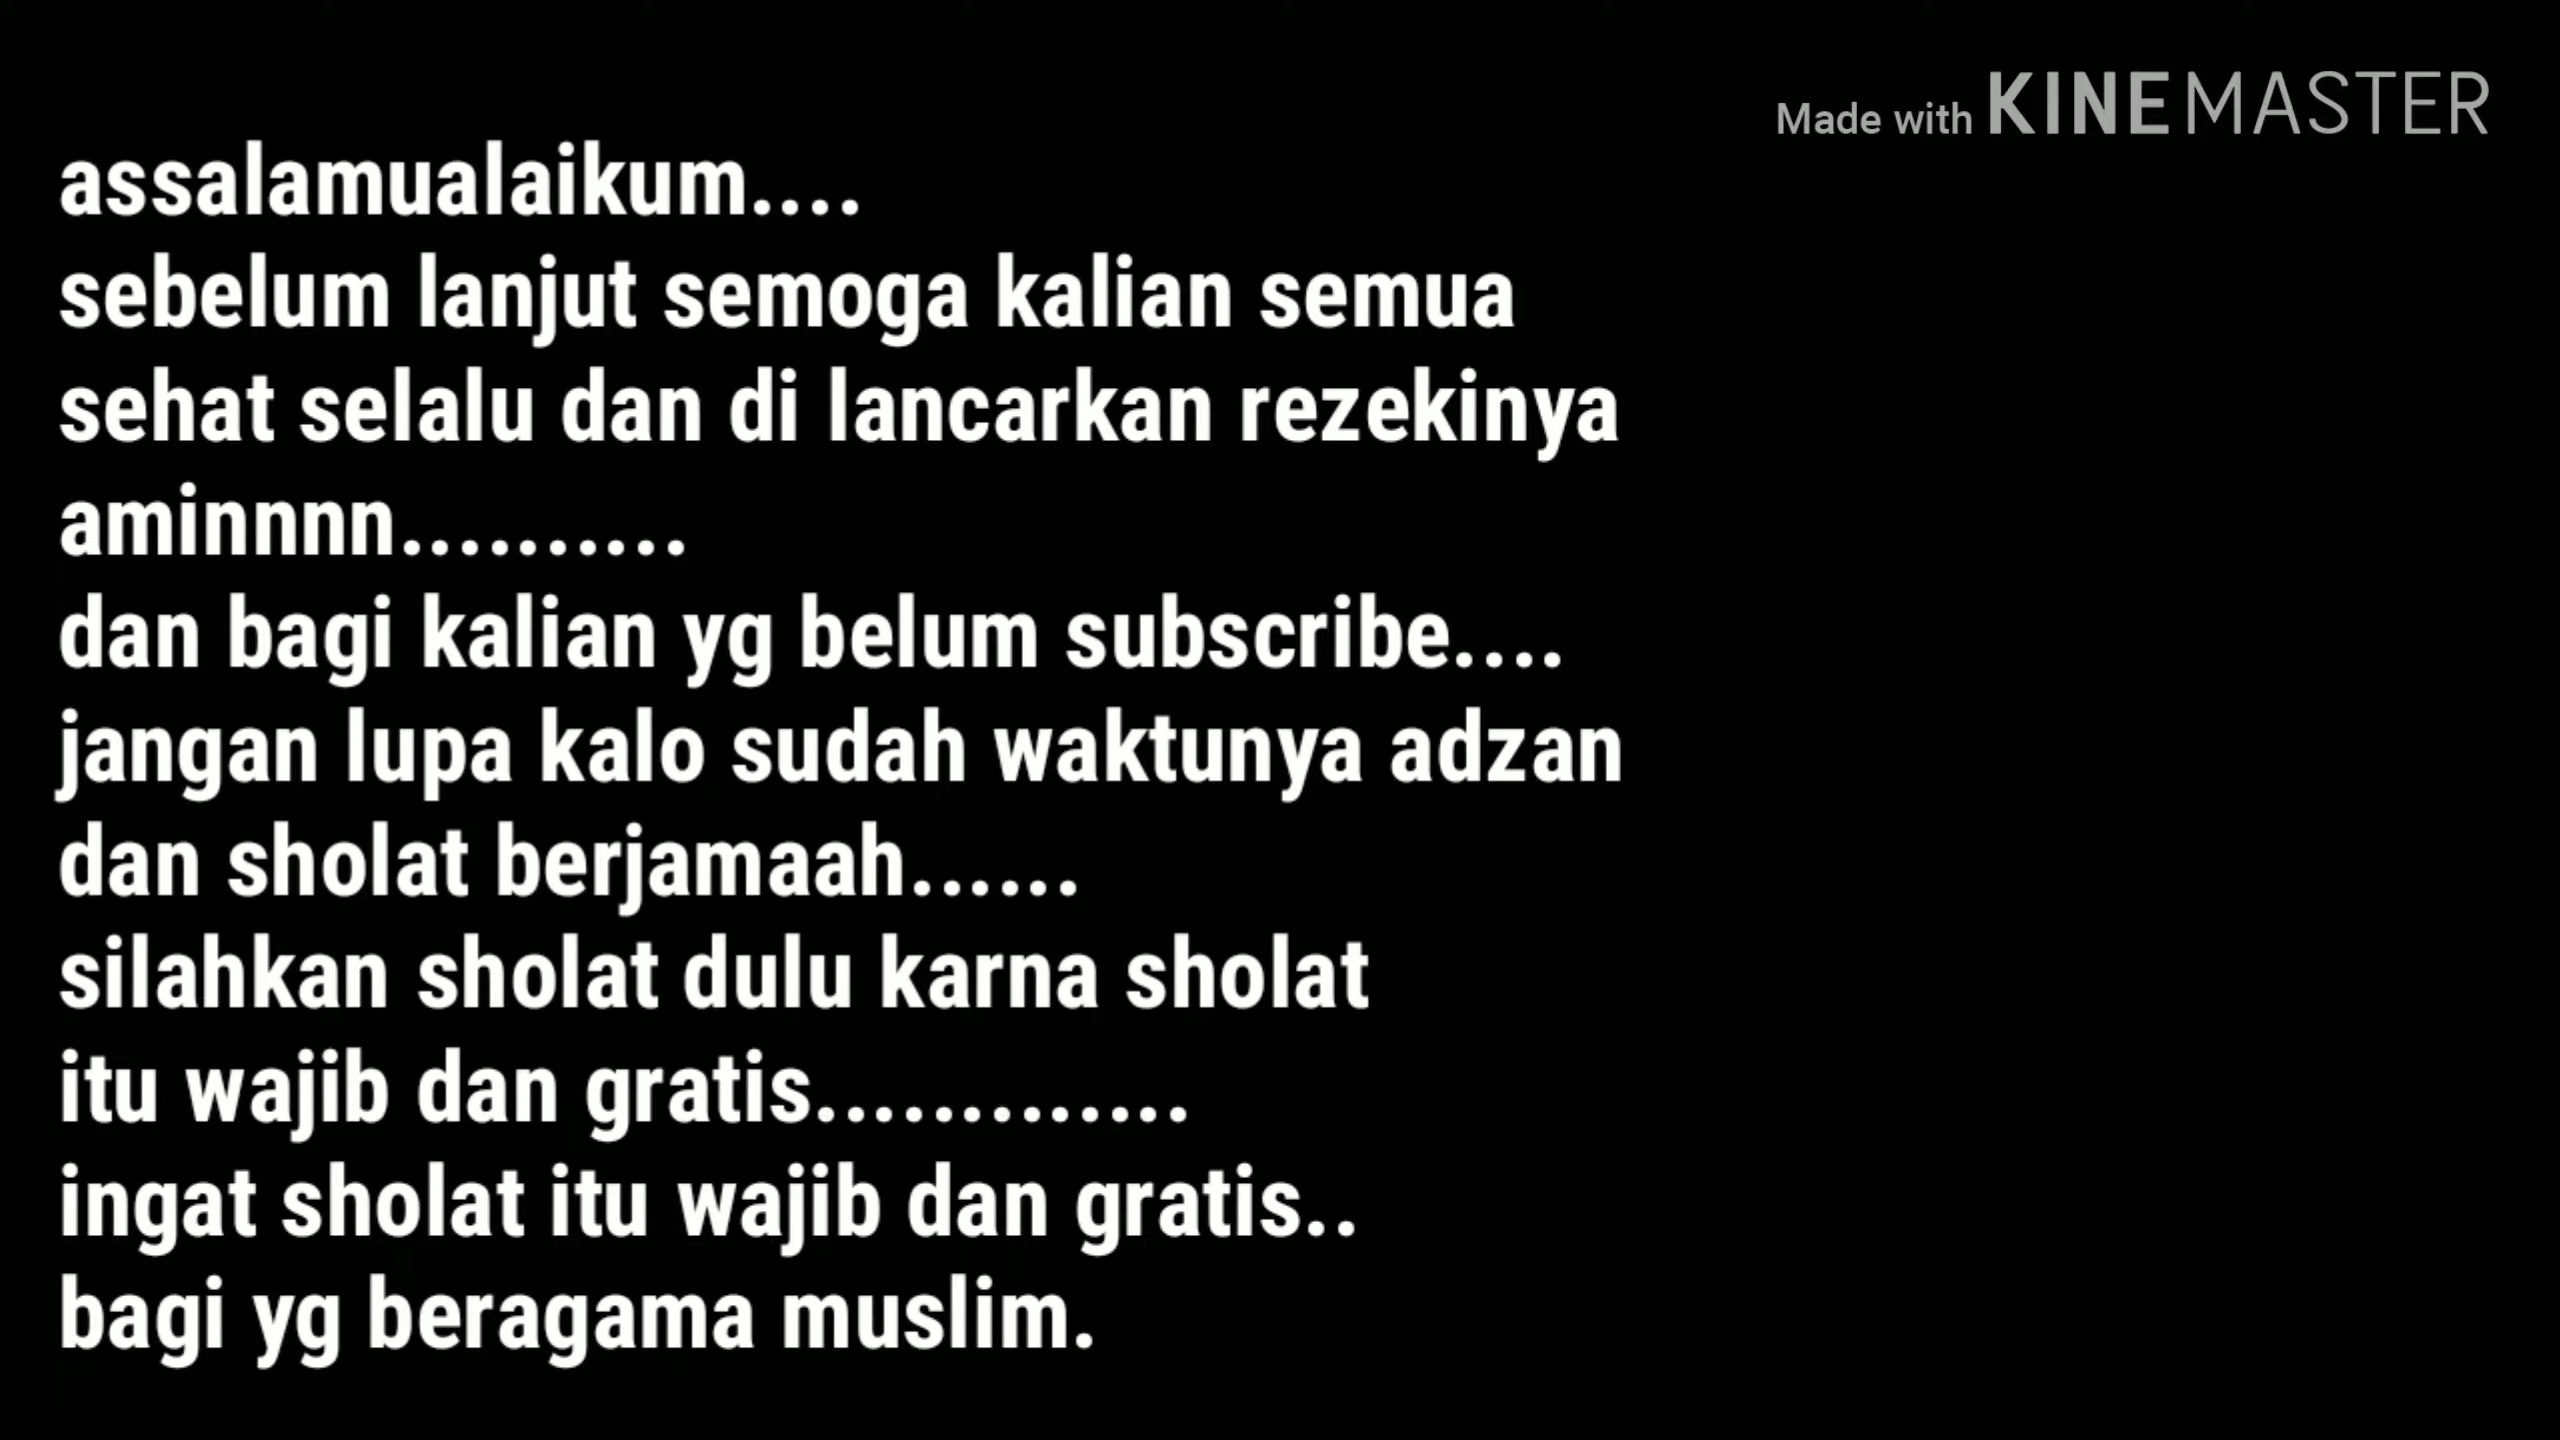 Made with KINEMASTER
assalamualaikum....
sebelum lanjut semoga kalian semua
sehat selalu dan di lancarkan rezekinya
aminnnn..........
dan bagi kalian yg belum subscribe....
jangan lupa kalo sudah waktunya adzan
dan sholat berjamaah......
silahkan sholat dulu karna sholat
itu wajib dan gratis.............
ingat sholat itu wajib dan gratis..
bagi yg beragama muslim.